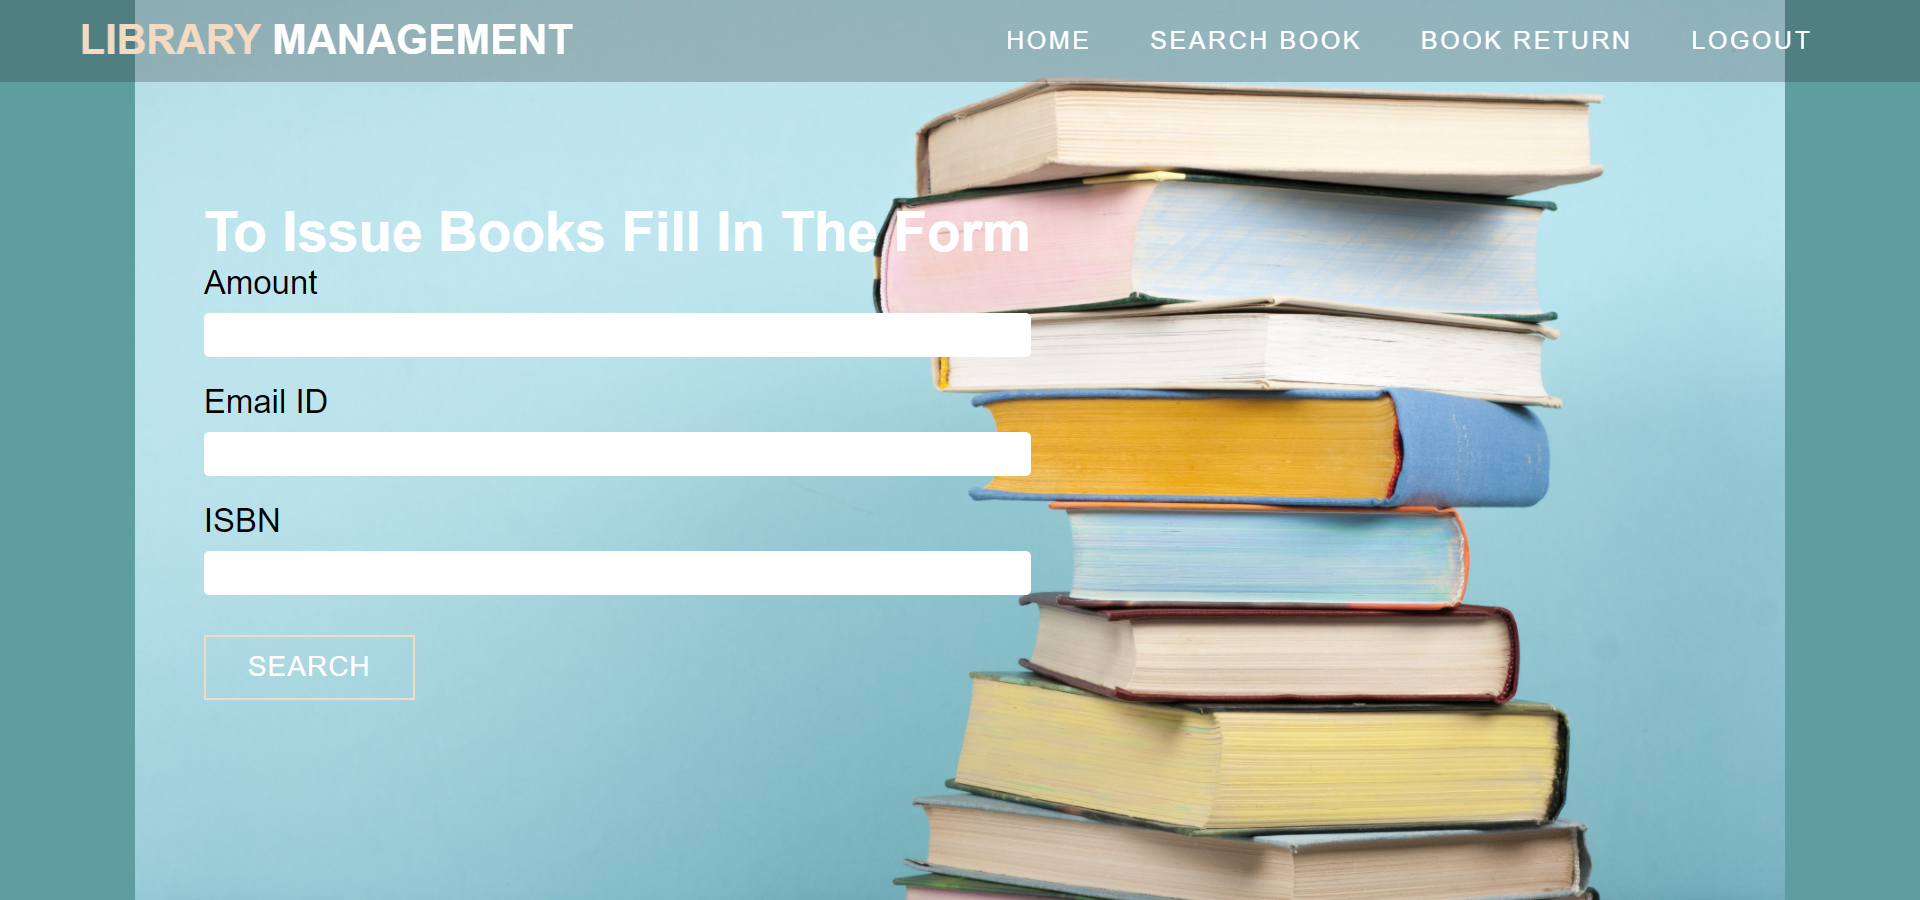 LIBRARY MANAGEMENT
HOME SEARCH BOOK BOOK RETURN LOGOUT
To Issue Books Fill In The Form
Amount
Email ID
ISBN
SEARCH